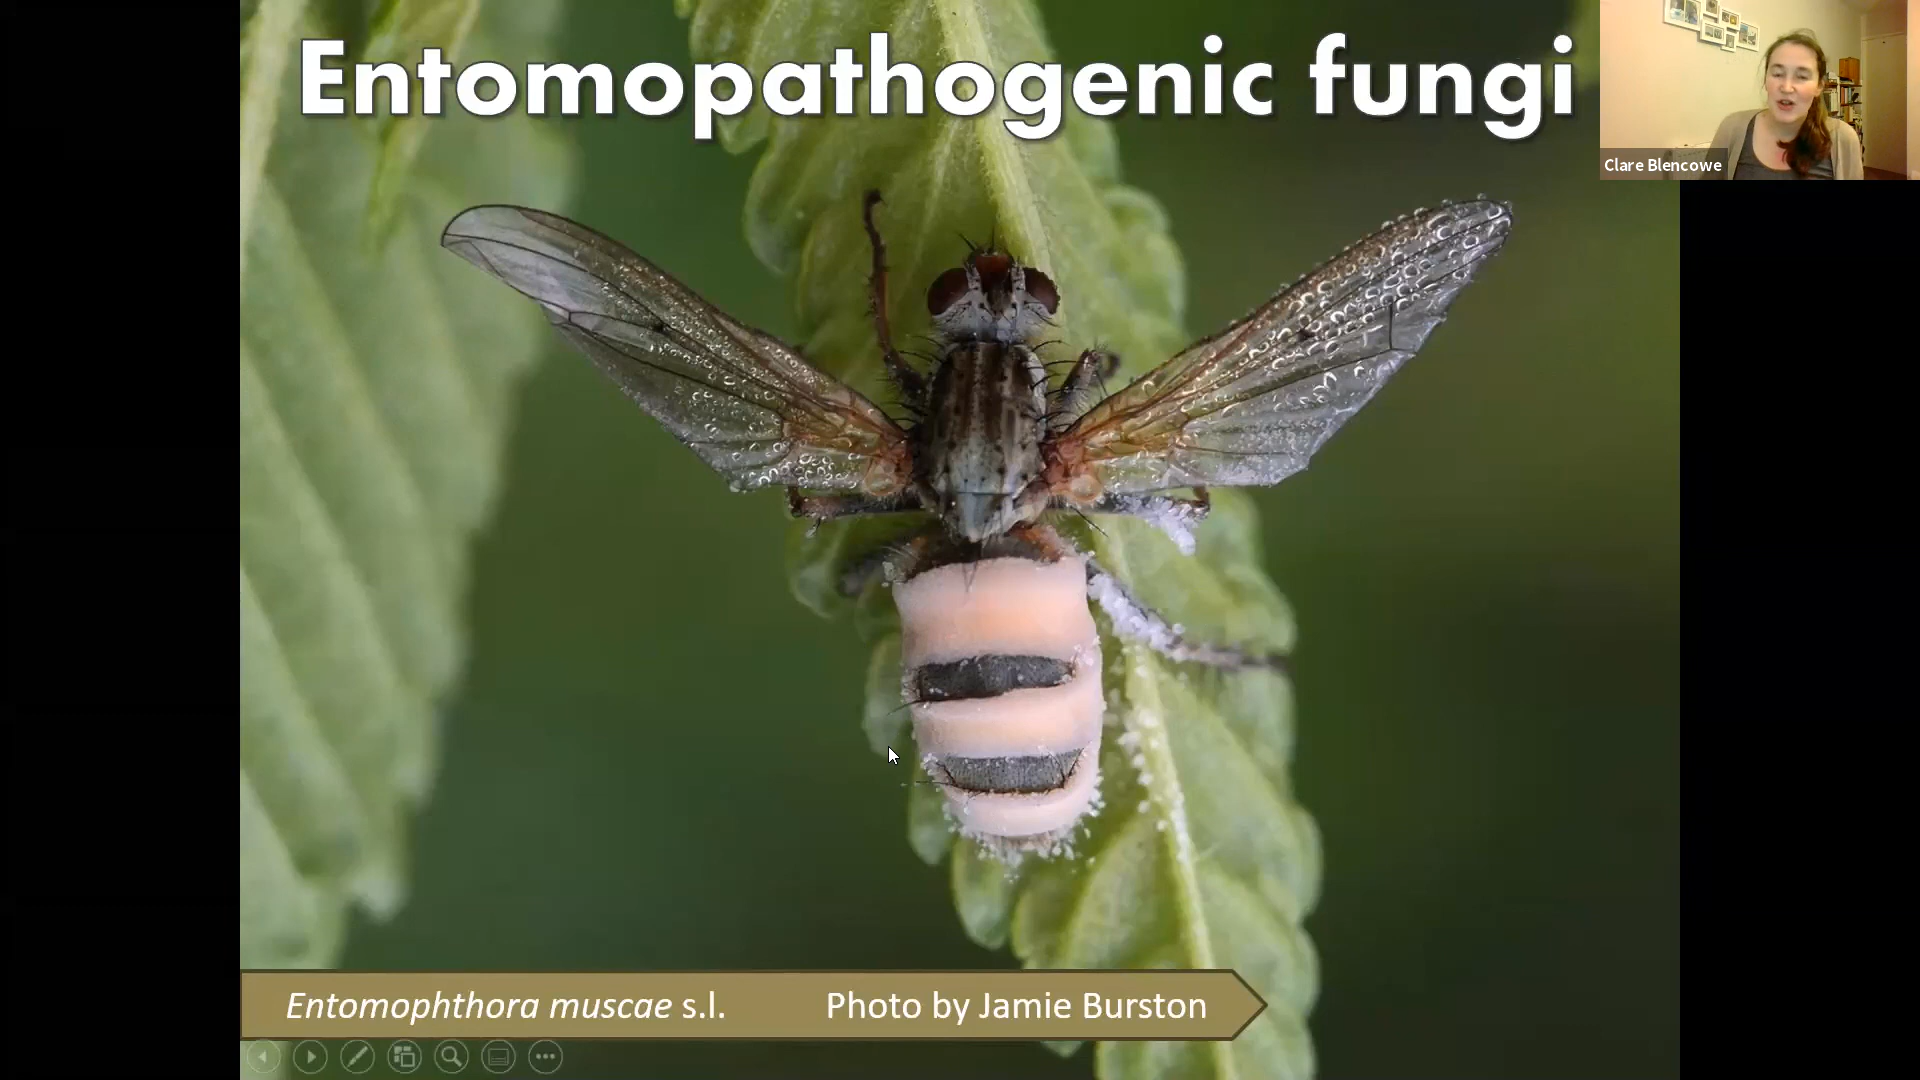 Entomopathogenic fungi
Clare Blencowe
Entomophthora muscae s.l. Photo by Jamie Burston